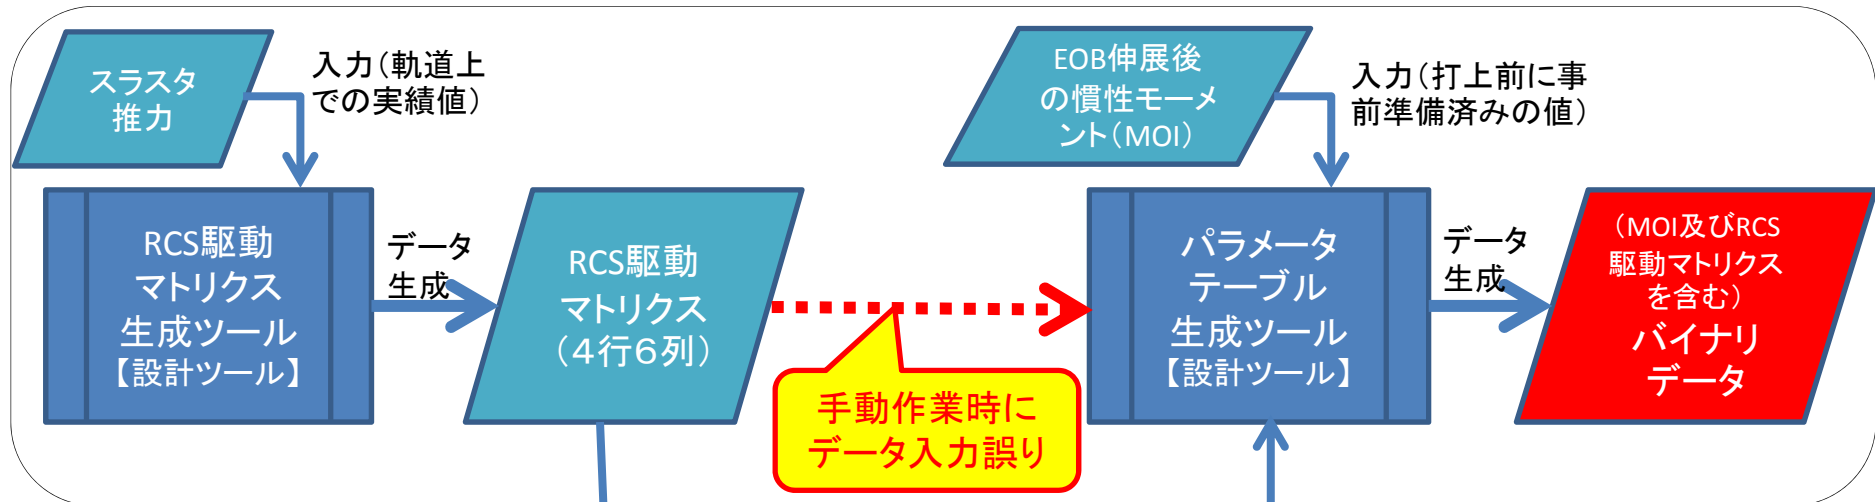 スラスタ
推力
入力(軌道上
での実績値)
EOB伸展後
の慣性モーメ
ント(MOI)
入力(打上前に事
前準備済みの値)
RCS駆動
マトリクス
生成ツール
【設計ツール】
データ
生成
RCS駆動
マトリクス
(4行6列)
手動作業時に
データ入力誤り
パラメータ
テーブル
生成ツール
【設計ツール】
データ
生成
(MOI及びRCS
駆動マトリクス
を含む)
バイナリ
データ